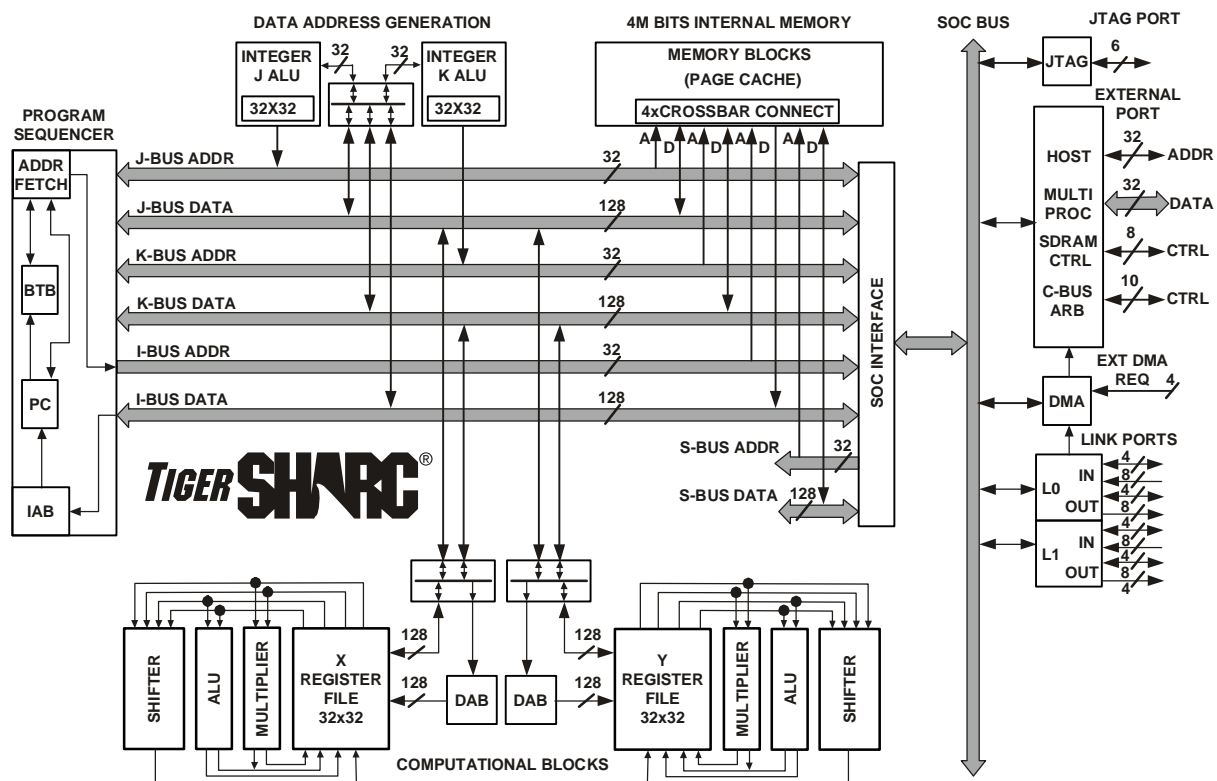 DATA ADDRESS GENERATION
4M BITS INTERNAL MEMORY
SOC BUS
JTAG PORT
INTEGER
J ALU
32X32
32
32
INTEGER
K ALU
32X32
MEMORY BLOCKS
(PAGE CACHE)
4xCROSSBAR CONNECT
A
D
A
D
A
D
A
D
JTAG
6
PROGRAM
SEQUENCER
ADDR
FETCH
BTB
PC
IAB
J-BUS ADDR
32
J-BUS DATA
128
K-BUS ADDR
32
K-BUS DATA
128
I-BUS ADDR
32
I-BUS DATA
128
S-BUS ADDR
32
S-BUS DATA
128
SOC INTERFACE
EXTERNAL
PORT
HOST
32
ADDR
MULTI
PROC
32
DATA
SDRAM
CTRL
8
CTRL
C-BUS
ARB
10
CTRL
EXT DMA
REQ
4
DMA
LINK PORTS
L0
IN
OUT
4
8
4
8
L1
IN
OUT
4
8
4
8
4
TIGER SHARC®
SHIFTER
ALU
MULTIPLIER
X
REGISTER
FILE
32x32
128
128
DAB
DAB
128
128
Y
REGISTER
FILE
32x32
MULTIPLIER
ALU
SHIFTER
COMPUTATIONAL BLOCKS